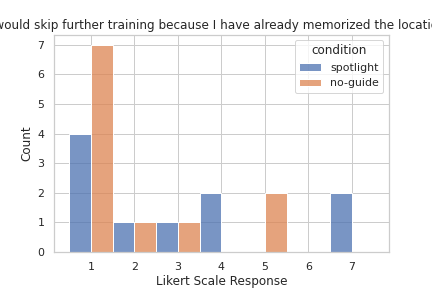 would skip further training because I have already memorized the locati
condition
spotlight
no-guide
7
6
5
4
3
2
1
0
Count
1 2 3 4 5 6 7
Likert Scale Response